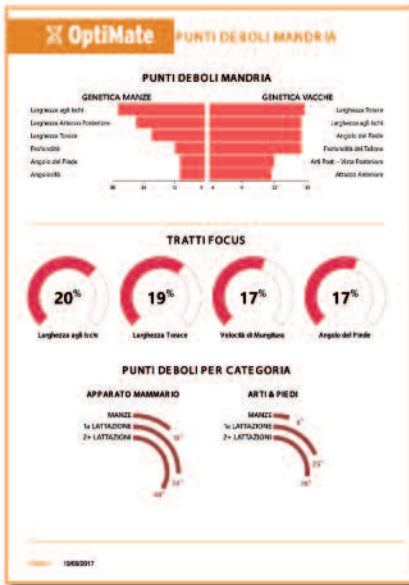 OptiMate PUNTI DEBOLI MANDRIA
PUNTI DEBOLI MANDRIA
GENETICA MANZE GENETICA VACCHE
Larghezza agli Ischi Larghezza Torace
Larghezza Attacco Posteriore Larghezza agli Ischi
Larghezza Torace Angolo del Piede
Profondità Profondità del Tallone
Angolo del Piede Arti Post - Vista Posteriore
Angolosità Attacco Anteriore
TRATTI FOCUS
20% 19% 17% 17%
Larghezza agli Ischi Larghezza Torace Velocità di Mungitura Angolo del Piede
PUNTI DEBOLI PER CATEGORIA
APPARATO MAMMARIO ARTI & PIEDI
MANZE MANZE
1a LATTAZIONE 1a LATTAZIONE
2+ LATTAZIONI 2+ LATTAZIONI